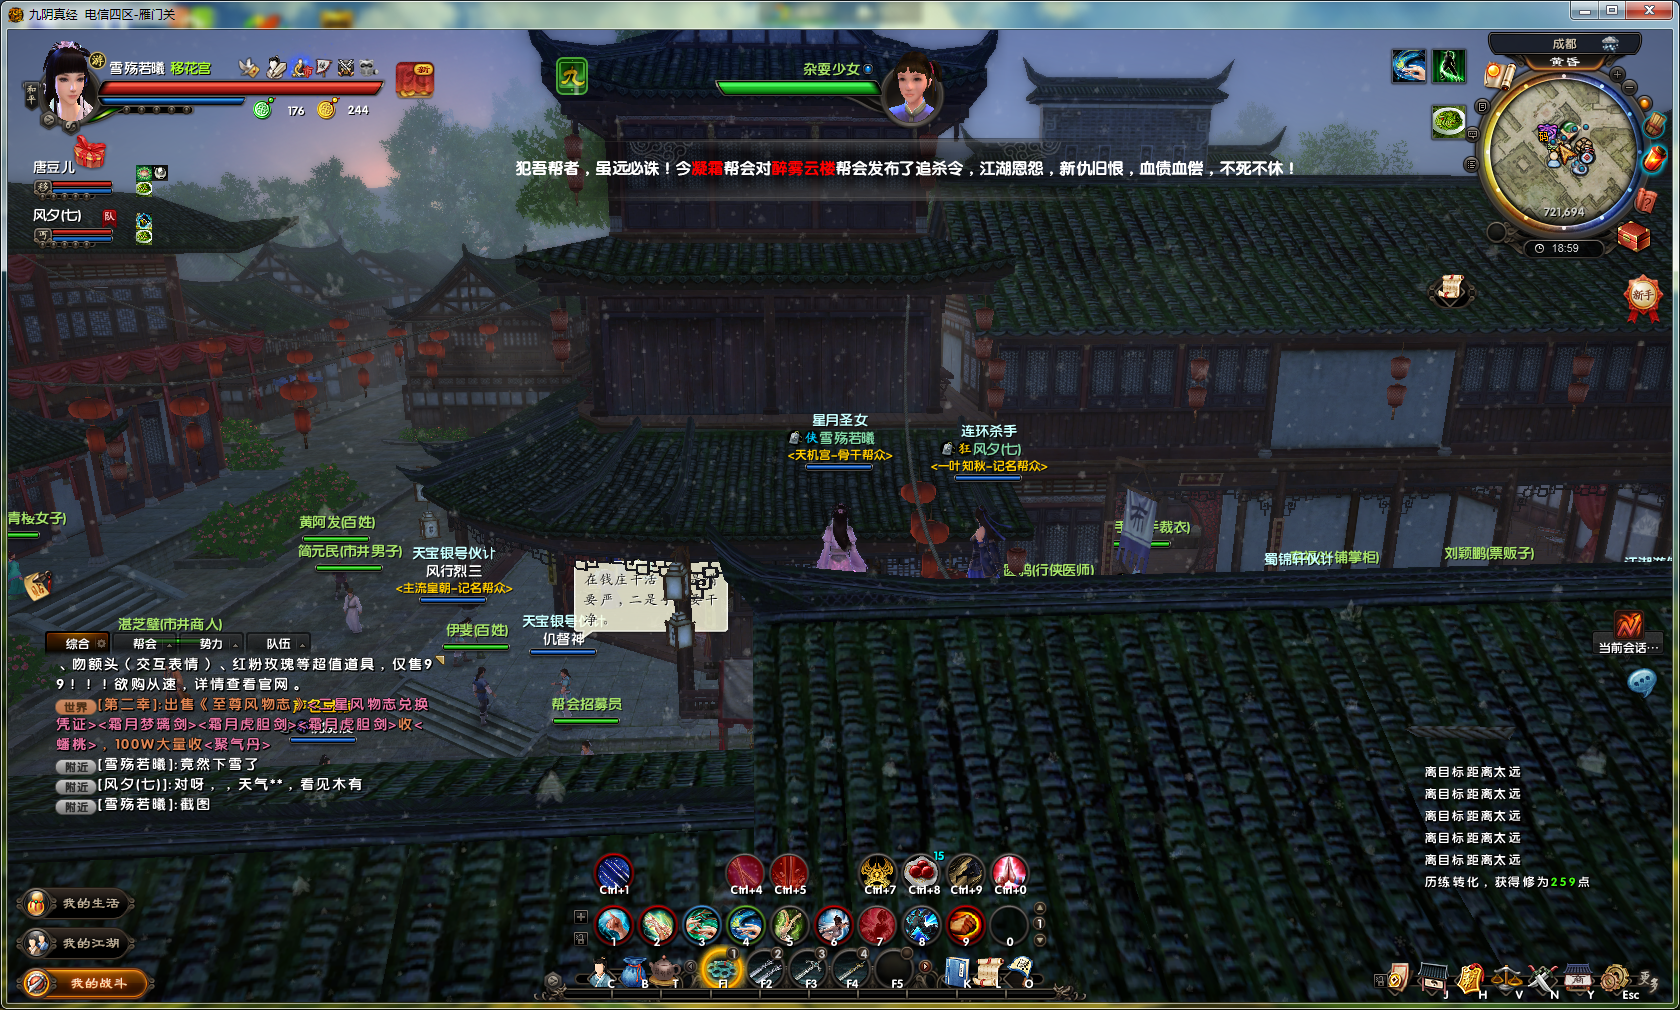 九阴真经 电信四区-雁门关
雪殇若曦 移花宫
游
和平
176
244
新
杂耍少女
成都
黄昏
721,694
18:59
新手
唐豆儿
移
风夕(七)
队
丐
犯吾帮者，虽远必诛！今凝霜帮会对醉雾云楼帮会发布了追杀令，江湖恩怨，新仇旧恨，血债血偿，不死不休！
星月圣女
侠 雪殇若曦
<天机宫-骨干帮众>
连环杀手
狂 风夕(七)
<一叶知秋-记名帮众>
青楼女子)
黄阿发(百姓)
简元民(市井男子)
天宝银号伙计
风行烈三
<主流皇朝-记名帮众>
在钱庄干活
要严，二是
净。
湛芝璧(市井商人)
伊斐(百姓)
天宝银号
仉督神
帮会招募员
(行侠医师)
裁衣)
蜀锦轩伙计
铺掌柜)
刘颖鹏(票贩子)
综合 帮会 势力 队伍
、吻额头（交互表情）、红粉玫瑰等超值道具，仅售9
9！！！欲购从速，详情查看官网。
世界 [第二幸]:出售《至尊风物志
星风物志兑换
凭证><霜月梦璃剑><霜月虎胆剑><霜月虎胆剑>收<
蟠桃>，100W大量收<聚气丹>
附近 [雪殇若曦]:竟然下雪了
附近 [风夕(七)]:对呀，，天气**，看见木有
附近 [雪殇若曦]:截图
当前会话…
离目标距离太远
离目标距离太远
离目标距离太远
离目标距离太远
离目标距离太远
历练转化，获得修为259点
我的生活
我的江湖
我的战斗
Ctrl+1 Ctrl+4 Ctrl+5 Ctrl+7 Ctrl+8 Ctrl+9 Ctrl+0
15
1 2 3 4 5 6 7 8 9 0
1
1 2 3 4
C B T F1 F2 F3 F4 F5 K L O
J H V N Y Esc
更多